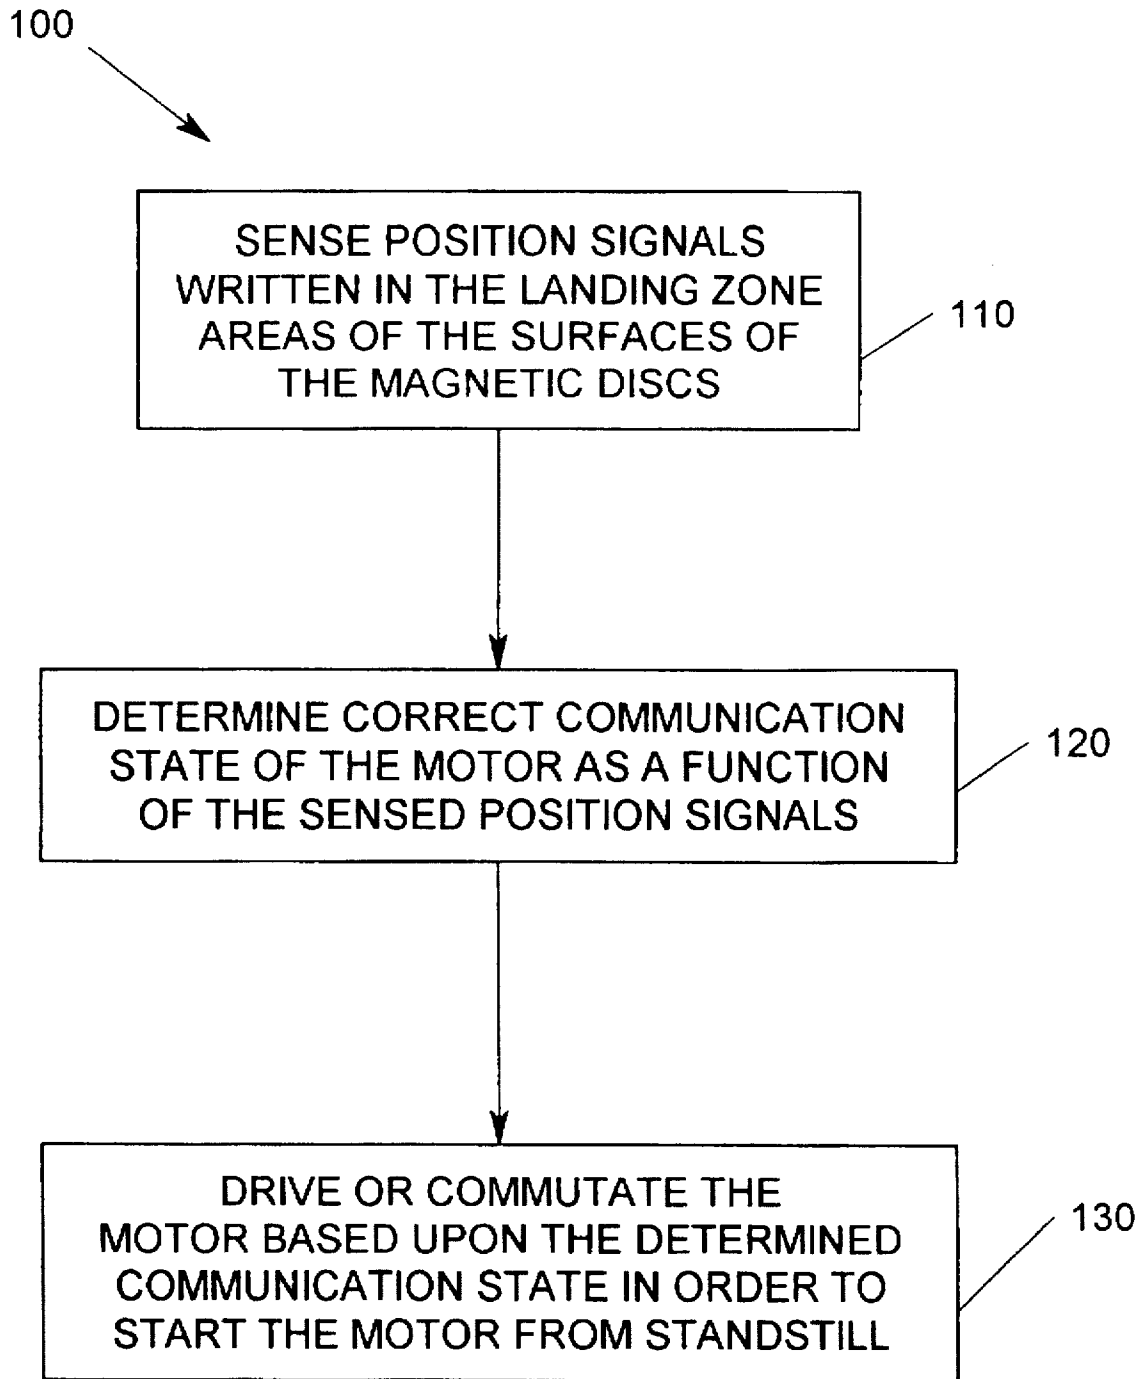 100
SENSE POSITION SIGNALS
WRITTEN IN THE LANDING ZONE
AREAS OF THE SURFACES OF
THE MAGNETIC DISCS
110
DETERMINE CORRECT COMMUNICATION
STATE OF THE MOTOR AS A FUNCTION
OF THE SENSED POSITION SIGNALS
120
DRIVE OR COMMUTATE THE
MOTOR BASED UPON THE DETERMINED
COMMUNICATION STATE IN ORDER TO
START THE MOTOR FROM STANDSTILL
130